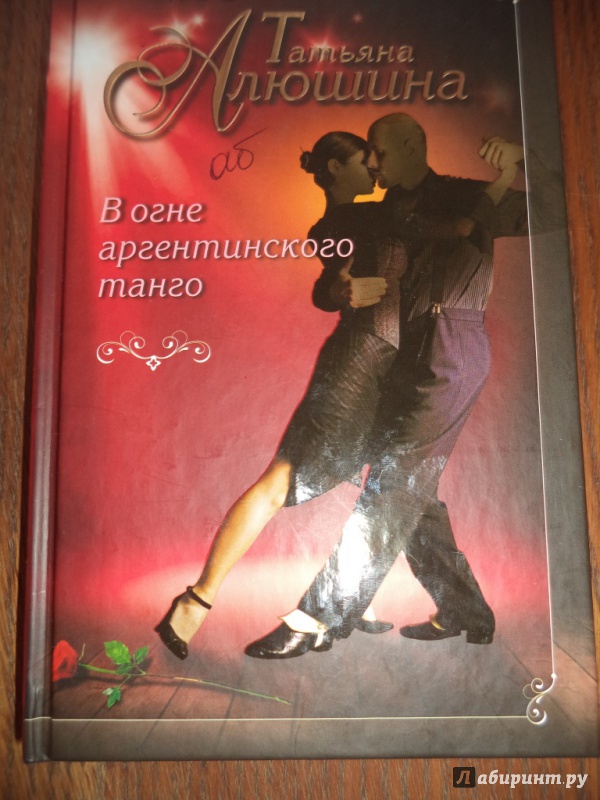 Татьяна
Алюшина
аб
В огне
аргентинского
танго
Лабиринт.ру